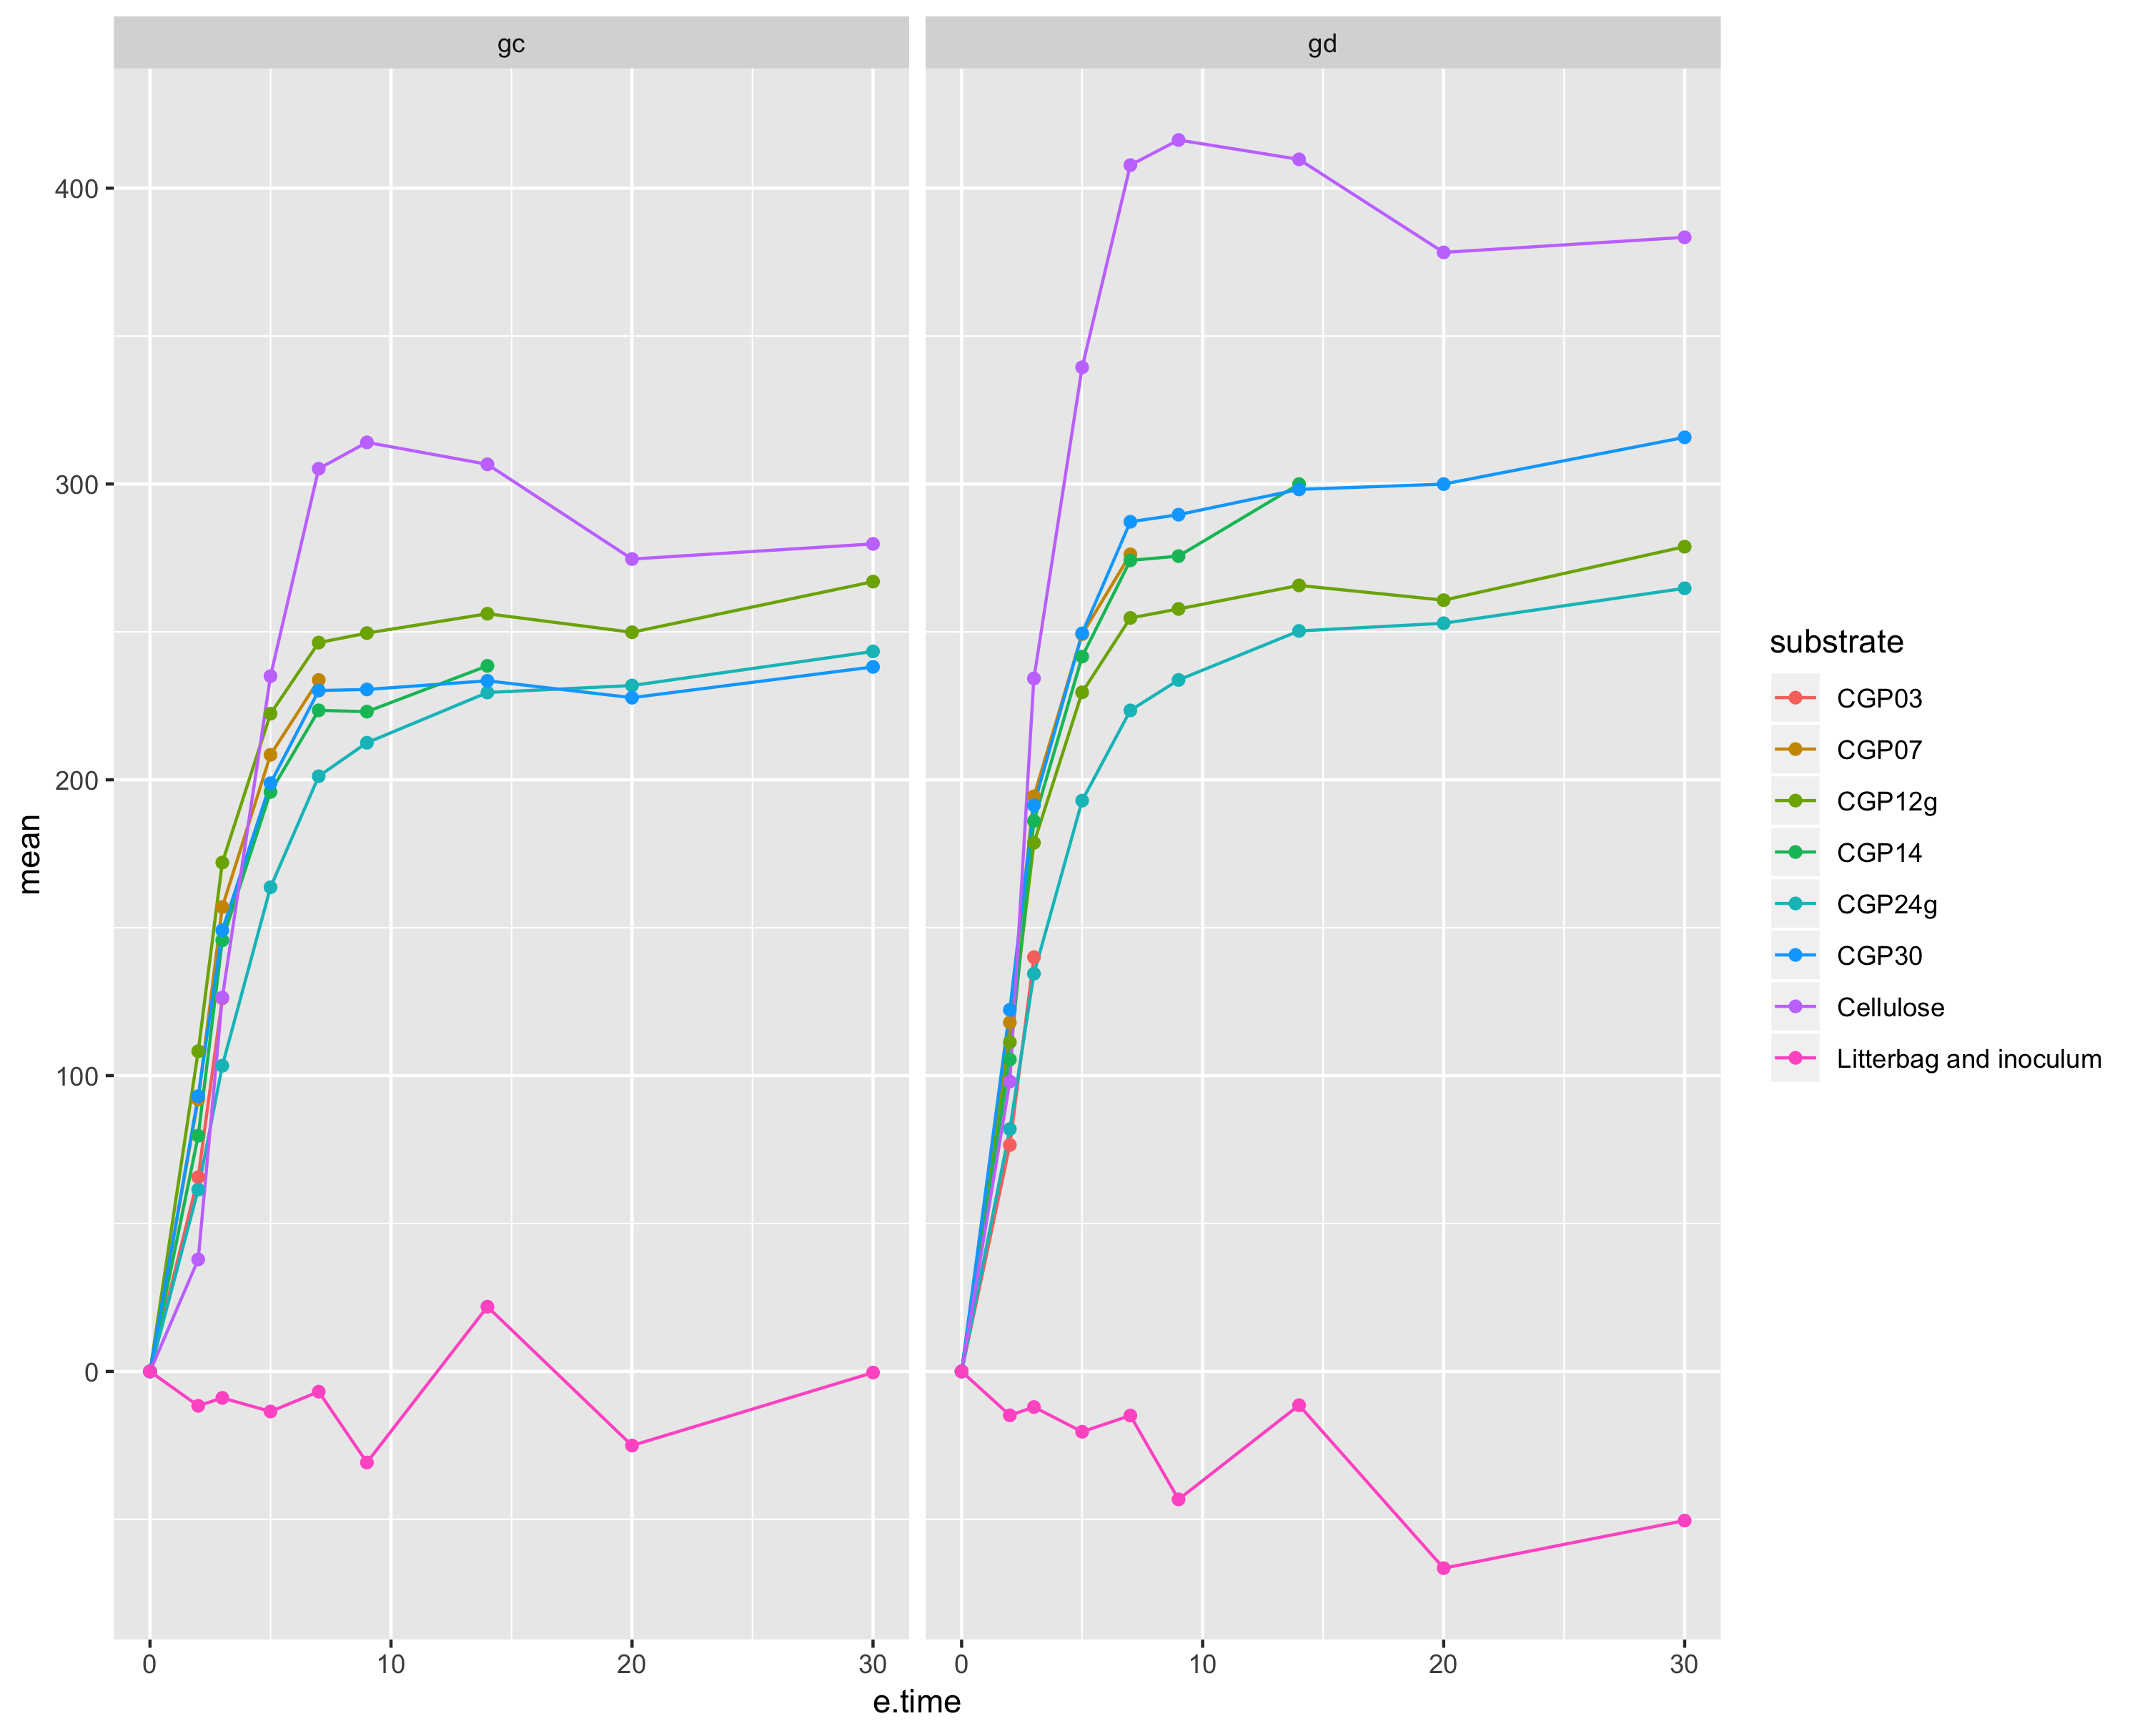 gc
gd
400
300
200
100
0
mean
0 10 20 30
0 10 20 30
e.time
substrate
CGP03
CGP07
CGP12g
CGP14
CGP24g
CGP30
Cellulose
Litterbag and inoculum